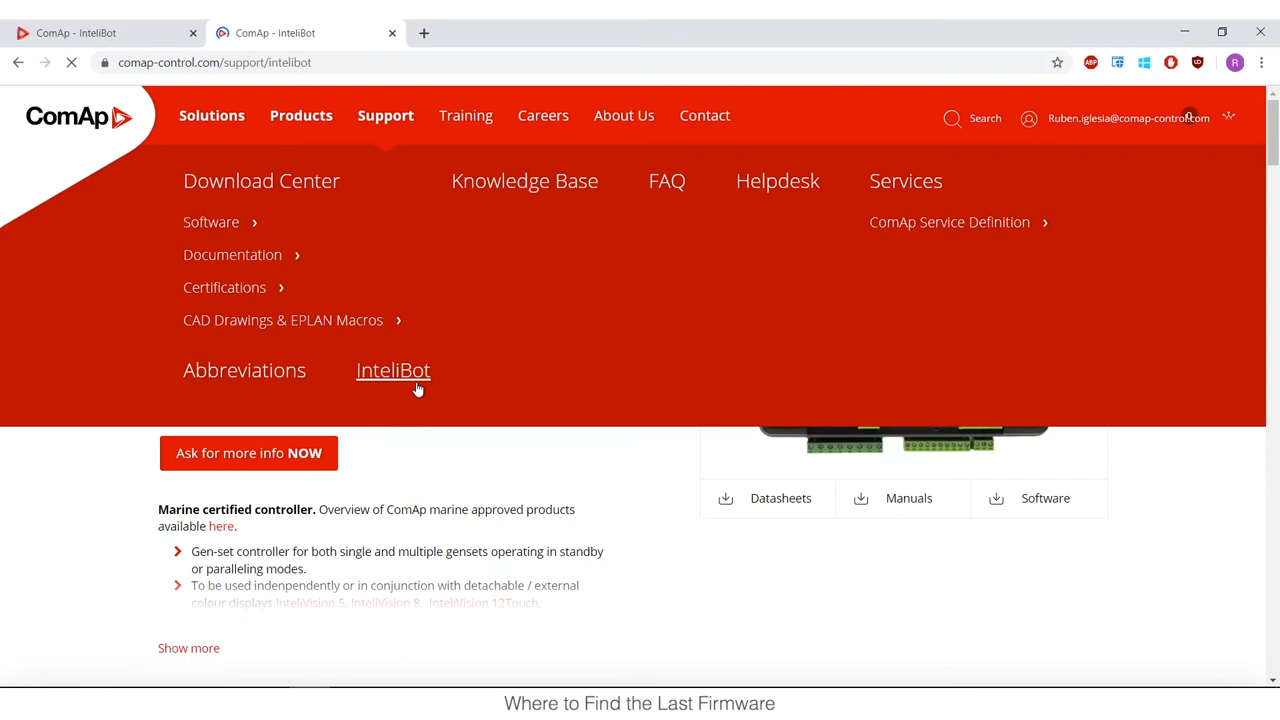 ComAp - InteliBot
ComAp - InteliBot
comap-control.com/support/intelibot
ABP
UD
R
ComAp
Solutions Products Support Training Careers About Us Contact
Search
Ruben.iglesia@comap-control.com
0
Download Center Knowledge Base FAQ Helpdesk Services
Software ComAp Service Definition
Documentation
Certifications
CAD Drawings & EPLAN Macros
Abbreviations InteliBot
Ask for more info NOW
Datasheets Manuals Software
Marine certified controller. Overview of ComAp marine approved products
available here.
Gen-set controller for both single and multiple gensets operating in standby
or paralleling modes.
To be used indenpendently or in conjunction with detachable / external
colour displays InteliVision 5, InteliVision 8, InteliVision 12Touch,
Show more
Where to Find the Last Firmware